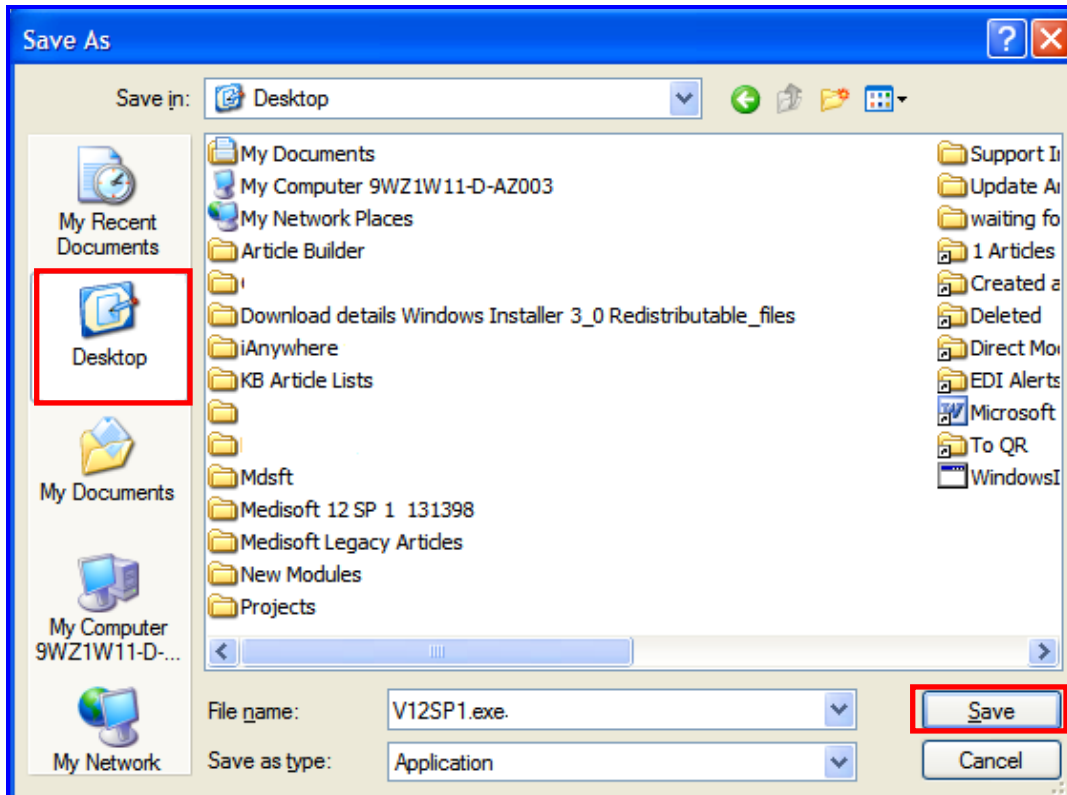 Save As
Save in:
Desktop
My Recent
Documents
Desktop
My Documents
My Computer
9WZ1W11-D-...
My Network
My Documents
My Computer 9WZ1W11-D-AZ003
My Network Places
Article Builder
Download details Windows Installer 3_0 Redistributable_files
iAnywhere
KB Article Lists
Mdsft
Medisoft 12 SP 1 131398
Medisoft Legacy Articles
New Modules
Projects
Support
Update
waiting fo
1 Articles
Created a
Deleted
Direct
EDI Alerts
Microsoft
To QR
WindowsI
File name:
V12SP1.exe.
Save
Save as type:
Application
Cancel